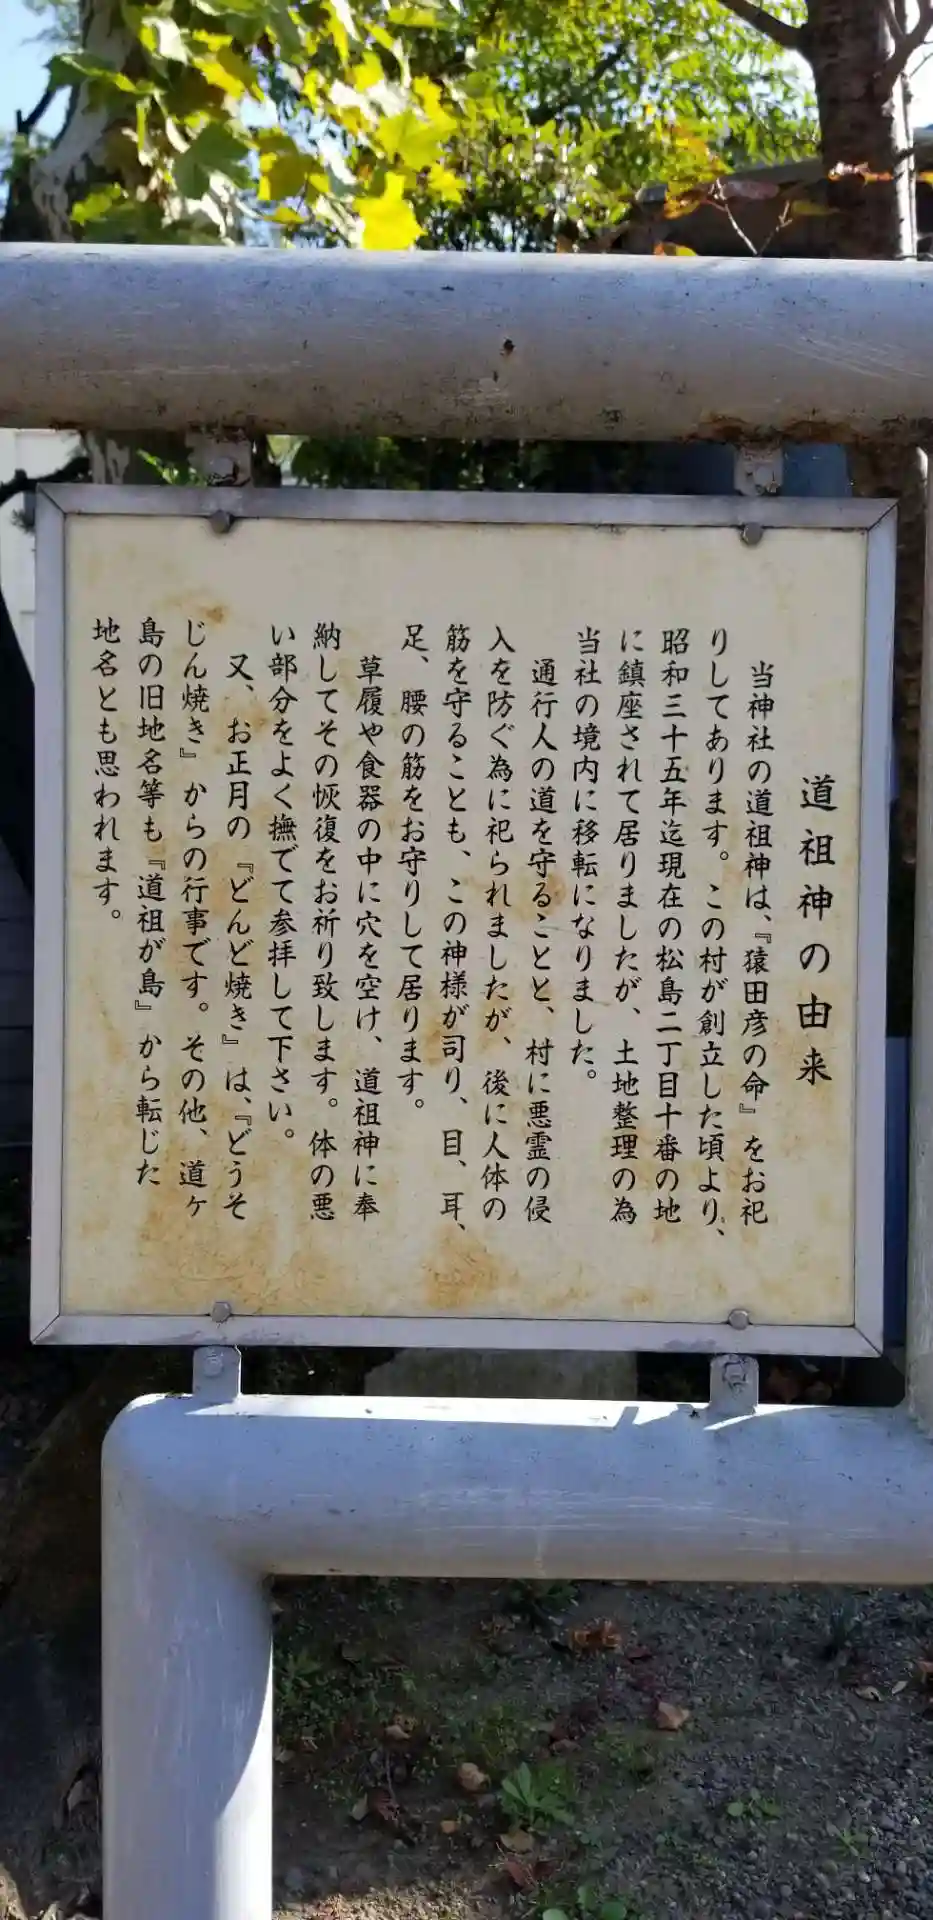 道祖神の由来
当神社の道祖神は、『猿田彦の命』をお祀
りしてあります。この村が創立した頃より、
昭和三十五年迄現在の松島二丁目十番の地
に鎮座されて居りましたが、土地整理の為
当社の境内に移転になりました。
通行人の道を守ることと、村に悪霊の侵
入を防ぐ為に祀られましたが、後に人体の
筋を守ることも、この神様が司り、目、耳、
足、腰の筋をお守りして居ります。
草履や食器の中に穴を空け、道祖神に奉
納してその恢復をお祈り致します。体の悪
い部分をよく撫でて参拝して下さい。
又、お正月の『どんど焼き』は、『どうそ
じん焼き』からの行事です。その他、道ヶ
島の旧地名等も『道祖が島』から転じた
地名とも思われます。